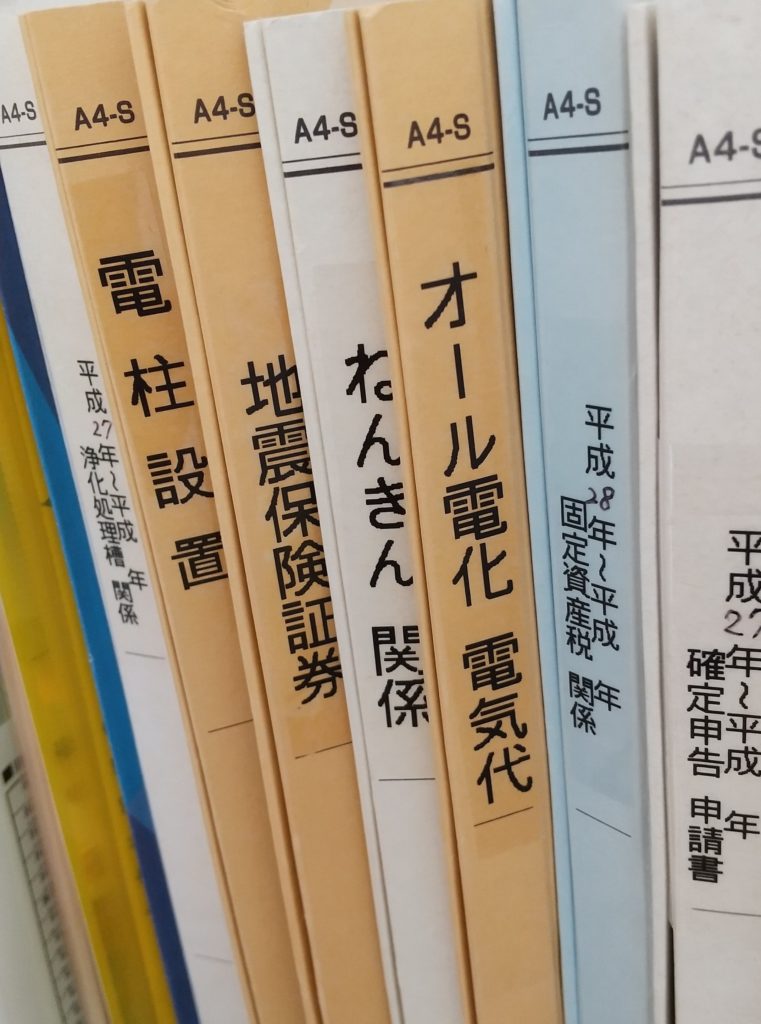 A4-S
平成27年～平成 年
浄化処理槽 関係
A4-S
電柱設置
A4-S
地震保険証券
A4-S
ねんきん 関係
A4-S
オール電化 電気代
A4-S
平成28年～平成 年
固定資産税 関係
A4-S
平成27年～平成 年
確定申告 申請書